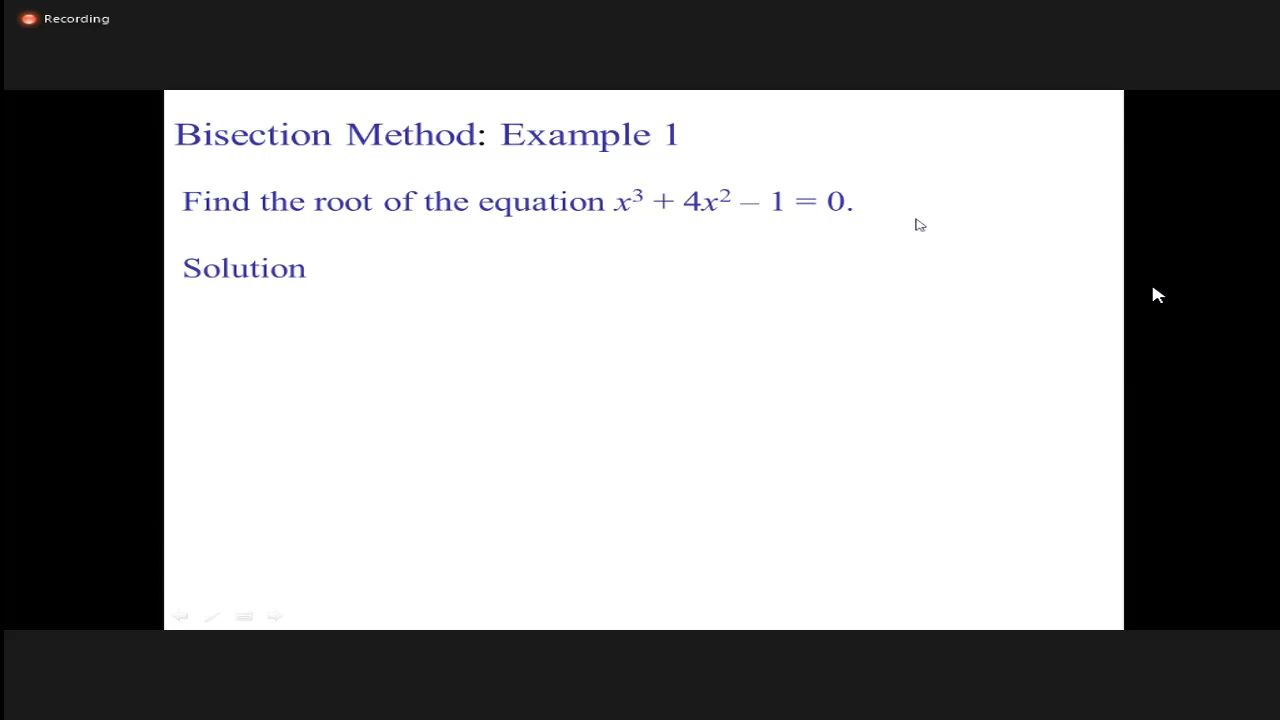 Recording
Bisection Method: Example 1
Find the root of the equation x³ + 4x² – 1 = 0.
Solution